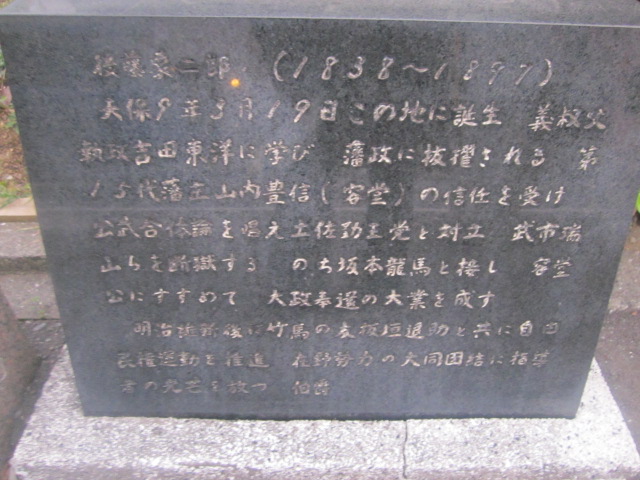 後藤象二郎 (1838〜1897)
天保9年3月19日この地に誕生 義叔父
執政吉田東洋に学び 藩政に抜擢される 第
15代藩主山内豊信(容堂)の信任を受け
公武合体論を唱え土佐勤王党と対立 武市瑞
山らを断獄する のち坂本龍馬と接し 容堂
公にすすめて 大政奉還の大業を成す
明治維新後は竹馬の友板垣退助と共に自由
民権運動を推進 在野勢力の大同団結に指導
者の光芒を放つ 伯爵